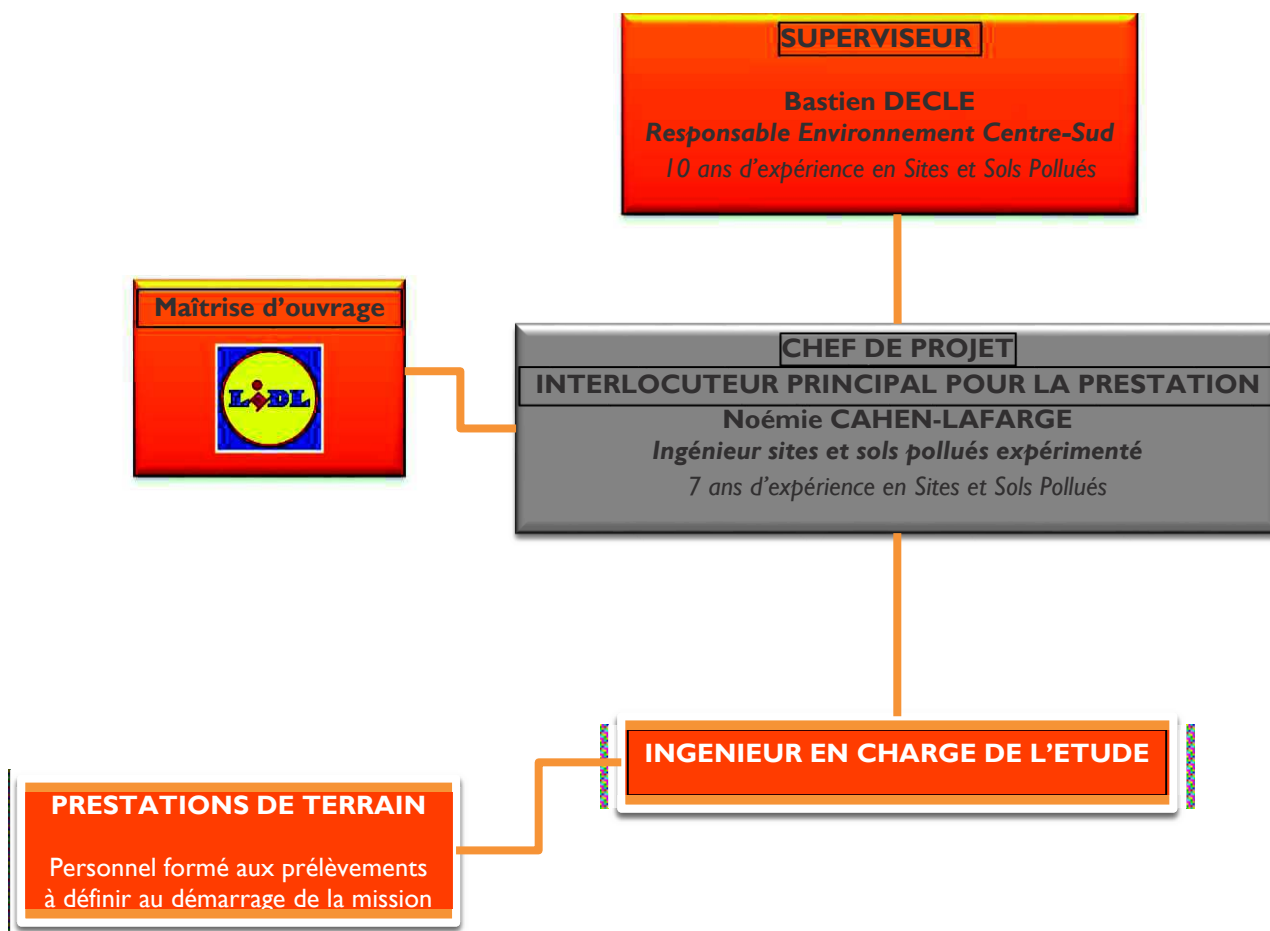 SUPERVISEUR
Bastien DECLE
Responsable Environnement Centre-Sud
10 ans d’expérience en Sites et Sols Pollués
Maîtrise d’ouvrage
LiDL
CHEF DE PROJET
INTERLOCUTEUR PRINCIPAL POUR LA PRESTATION
Noémie CAHEN-LAFARGE
Ingénieur sites et sols pollués expérimenté
7 ans d’expérience en Sites et Sols Pollués
INGENIEUR EN CHARGE DE L’ETUDE
PRESTATIONS DE TERRAIN
Personnel formé aux prélèvements
à définir au démarrage de la mission